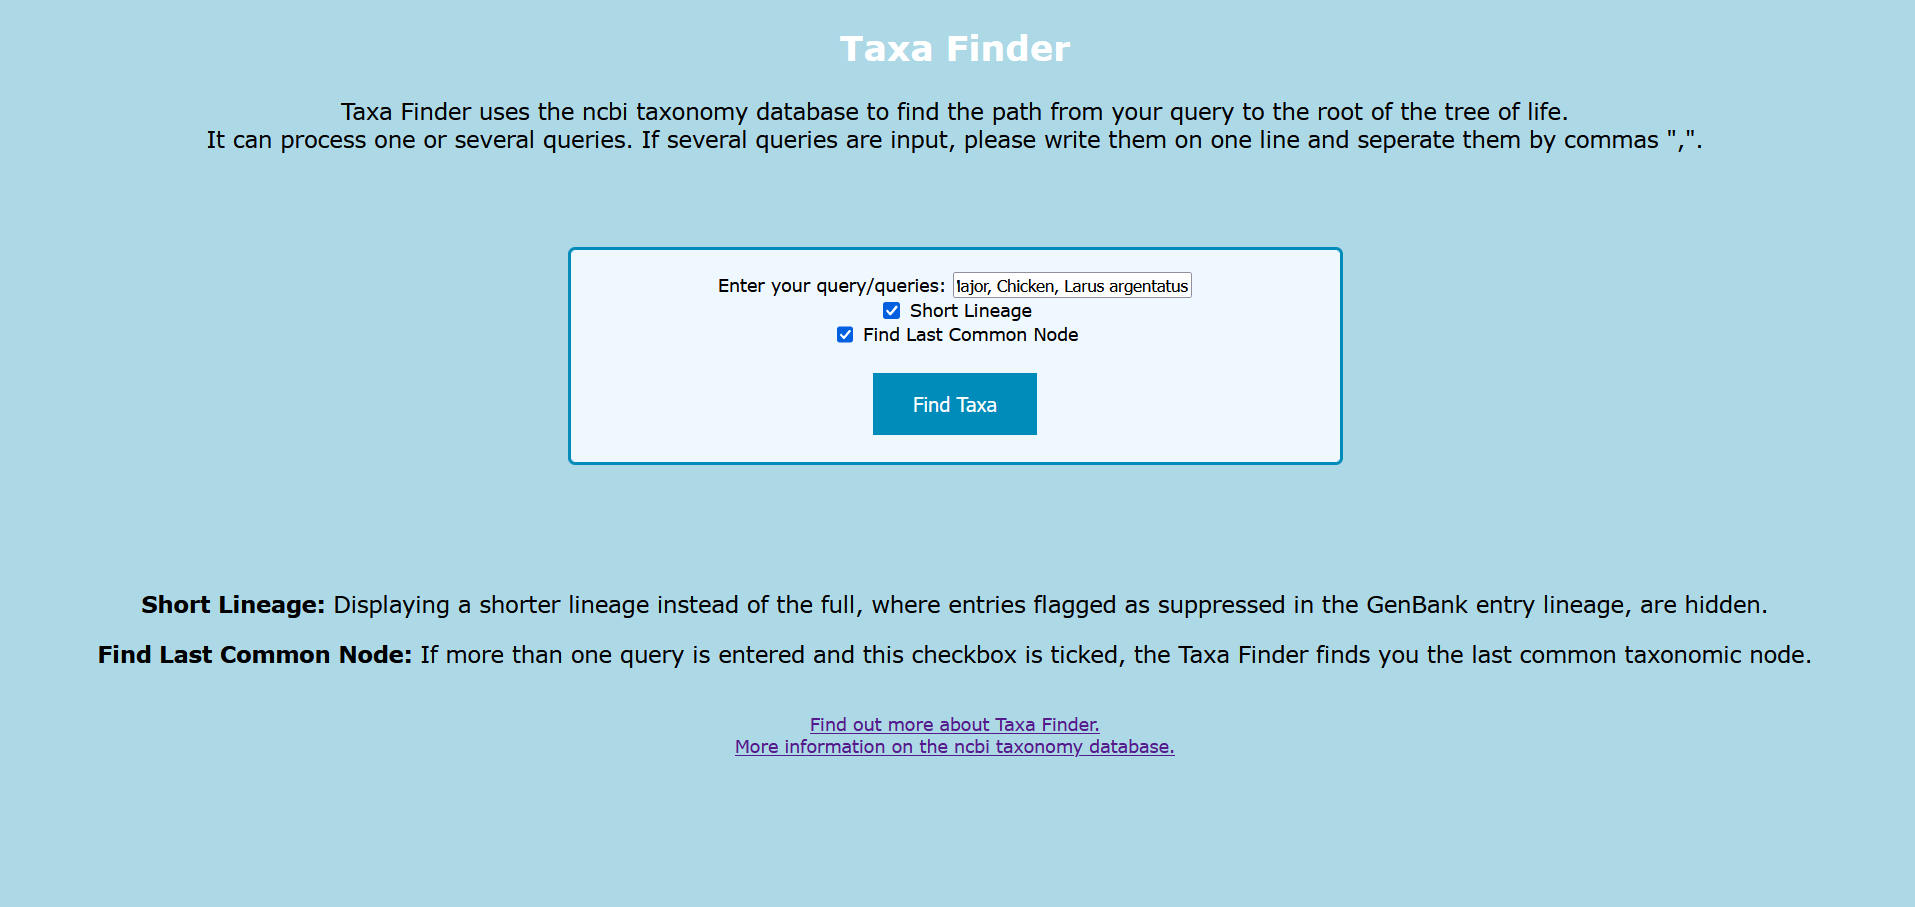 Taxa Finder
Taxa Finder uses the ncbi taxonomy database to find the path from your query to the root of the tree of life.
It can process one or several queries. If several queries are input, please write them on one line and seperate them by commas ",".
Enter your query/queries: Major, Chicken, Larus argentatus
Short Lineage
Find Last Common Node
Find Taxa
Short Lineage: Displaying a shorter lineage instead of the full, where entries flagged as suppressed in the GenBank entry lineage, are hidden.
Find Last Common Node: If more than one query is entered and this checkbox is ticked, the Taxa Finder finds you the last common taxonomic node.
Find out more about Taxa Finder.
More information on the ncbi taxonomy database.